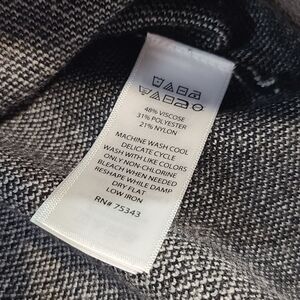 48% VISCOSE
31% POLYESTER
21% NYLON
MACHINE WASH COOL
DELICATE CYCLE
WASH WITH LIKE COLORS
ONLY NON-CHLORINE
BLEACH WHEN NEEDED
RESHAPE WHILE DAMP
DRY FLAT
LOW IRON
RN# 75343